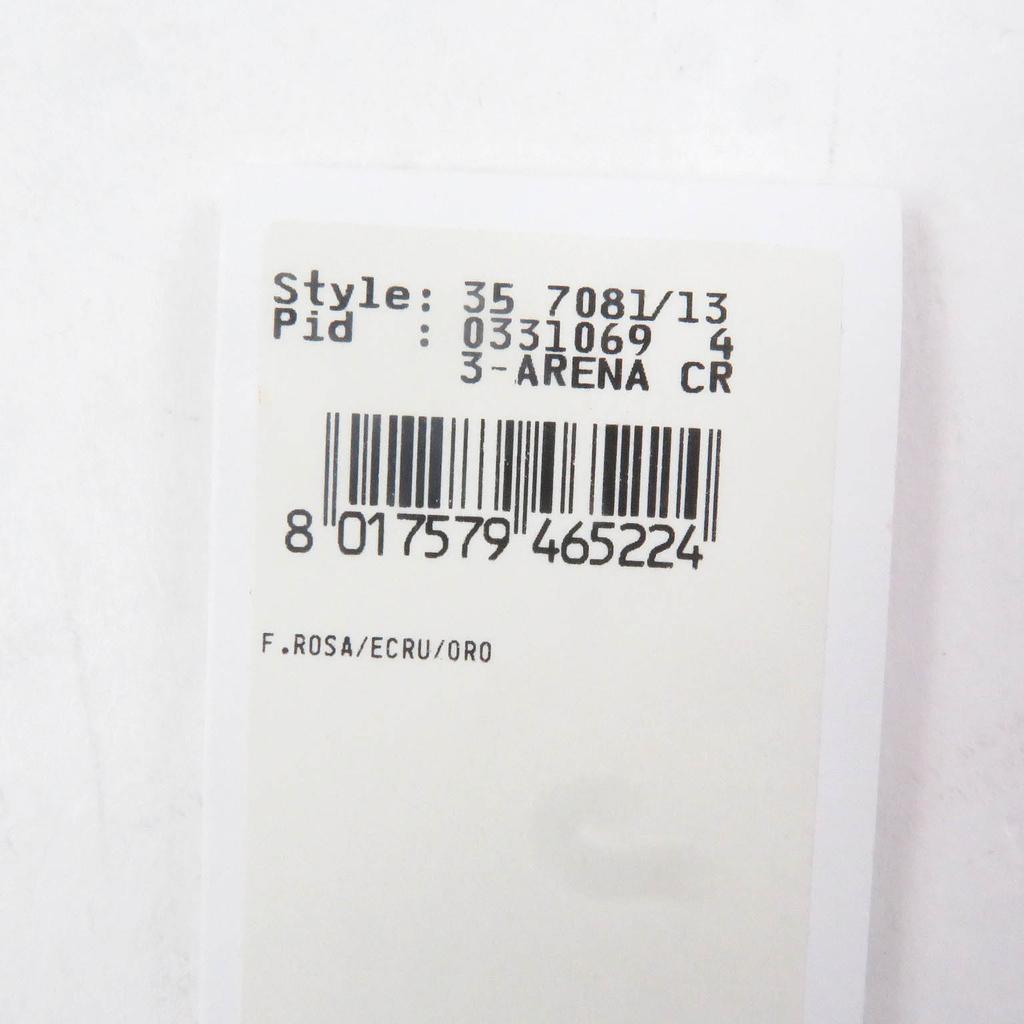 Style: 35 7081/13
Pid : 0331069 4
3-ARENA CR
8 017579 465224
F.ROSA/ECRU/ORO